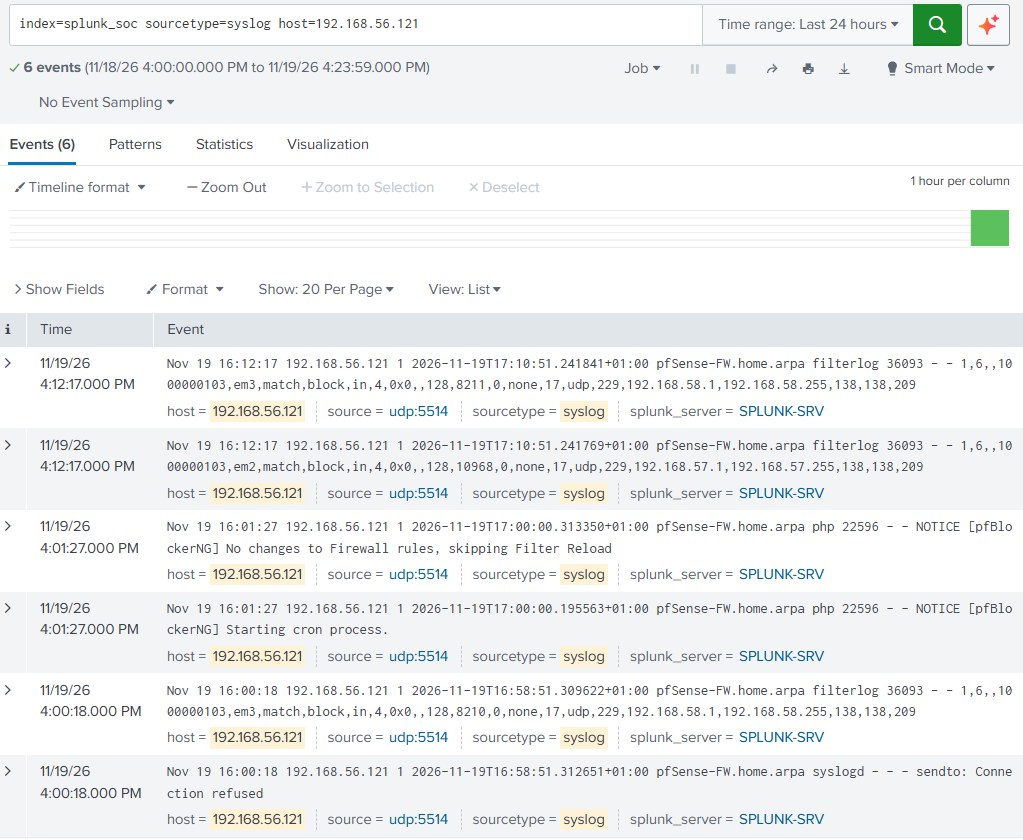 index=splunk_soc sourcetype=syslog host=192.168.56.121
Time range: Last 24 hours
6 events (11/18/26 4:00:00.000 PM to 11/19/26 4:23:59.000 PM)
Job
Smart Mode
No Event Sampling
Events (6)
Patterns
Statistics
Visualization
Timeline format
Zoom Out
+ Zoom to Selection
× Deselect
1 hour per column
Show Fields
Format
Show: 20 Per Page
View: List
i
Time
Event
11/19/26
4:12:17.000 PM
Nov 19 16:12:17 192.168.56.121 1 2026-11-19T17:10:51.241841+01:00 pfSense-FW.home.arpa filterlog 36093 - - 1,6,,10
00000103,em3,match,block,in,4,0x0,,128,8211,0,none,17,udp,229,192.168.58.1,192.168.58.255,138,138,209
host = 192.168.56.121 source = udp:5514 sourcetype = syslog splunk_server = SPLUNK-SRV
11/19/26
4:12:17.000 PM
Nov 19 16:12:17 192.168.56.121 1 2026-11-19T17:10:51.241769+01:00 pfSense-FW.home.arpa filterlog 36093 - - 1,6,,10
00000103,em2,match,block,in,4,0x0,,128,10968,0,none,17,udp,229,192.168.57.1,192.168.57.255,138,138,209
host = 192.168.56.121 source = udp:5514 sourcetype = syslog splunk_server = SPLUNK-SRV
11/19/26
4:01:27.000 PM
Nov 19 16:01:27 192.168.56.121 1 2026-11-19T17:00:00.313350+01:00 pfSense-FW.home.arpa php 22596 - - NOTICE [pfBlo
ckerNG] No changes to Firewall rules, skipping Filter Reload
host = 192.168.56.121 source = udp:5514 sourcetype = syslog splunk_server = SPLUNK-SRV
11/19/26
4:01:27.000 PM
Nov 19 16:01:27 192.168.56.121 1 2026-11-19T17:00:00.195563+01:00 pfSense-FW.home.arpa php 22596 - - NOTICE [pfBlo
ckerNG] Starting cron process.
host = 192.168.56.121 source = udp:5514 sourcetype = syslog splunk_server = SPLUNK-SRV
11/19/26
4:00:18.000 PM
Nov 19 16:00:18 192.168.56.121 1 2026-11-19T16:58:51.309622+01:00 pfSense-FW.home.arpa filterlog 36093 - - 1,6,,10
00000103,em3,match,block,in,4,0x0,,128,8210,0,none,17,udp,229,192.168.58.1,192.168.58.255,138,138,209
host = 192.168.56.121 source = udp:5514 sourcetype = syslog splunk_server = SPLUNK-SRV
11/19/26
4:00:18.000 PM
Nov 19 16:00:18 192.168.56.121 1 2026-11-19T16:58:51.312651+01:00 pfSense-FW.home.arpa syslogd - - - sendto: Conne
ction refused
host = 192.168.56.121 source = udp:5514 sourcetype = syslog splunk_server = SPLUNK-SRV